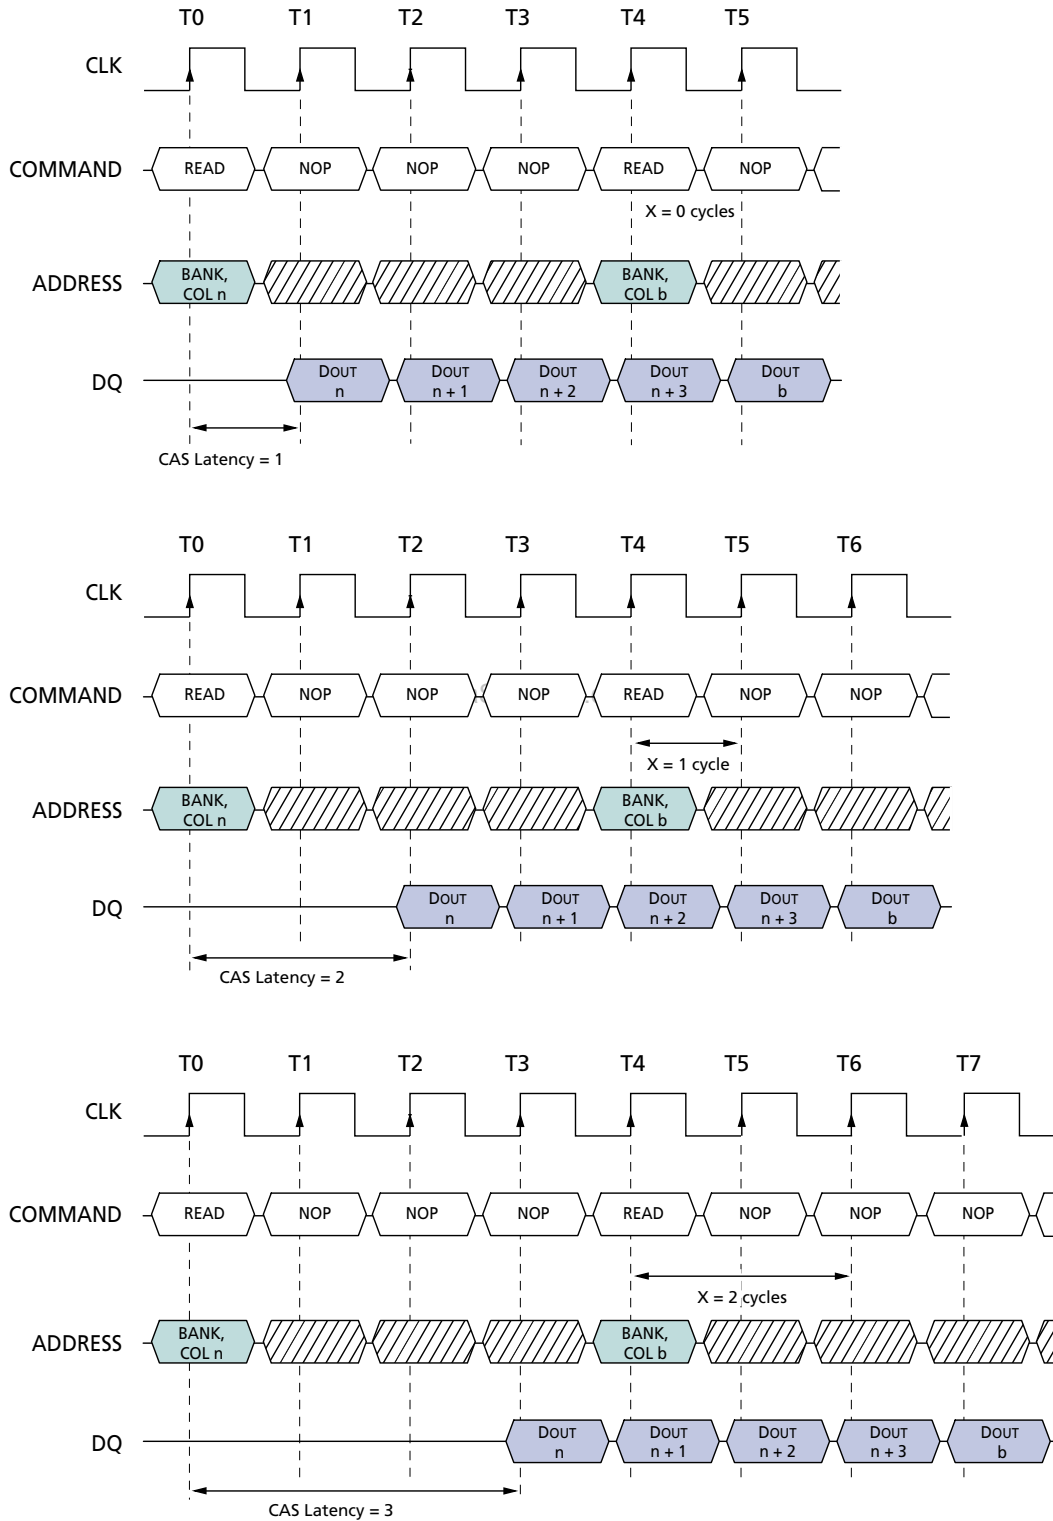 T0 T1 T2 T3 T4 T5
CLK
COMMAND READ NOP NOP NOP READ NOP
X = 0 cycles
ADDRESS BANK, COL n BANK, COL b
DQ DOUT n DOUT n + 1 DOUT n + 2 DOUT n + 3 DOUT b
CAS Latency = 1
T0 T1 T2 T3 T4 T5 T6
CLK
COMMAND READ NOP NOP NOP READ NOP NOP
X = 1 cycle
ADDRESS BANK, COL n BANK, COL b
DQ DOUT n DOUT n + 1 DOUT n + 2 DOUT n + 3 DOUT b
CAS Latency = 2
T0 T1 T2 T3 T4 T5 T6 T7
CLK
COMMAND READ NOP NOP NOP READ NOP NOP NOP
X = 2 cycles
ADDRESS BANK, COL n BANK, COL b
DQ DOUT n DOUT n + 1 DOUT n + 2 DOUT n + 3 DOUT b
CAS Latency = 3